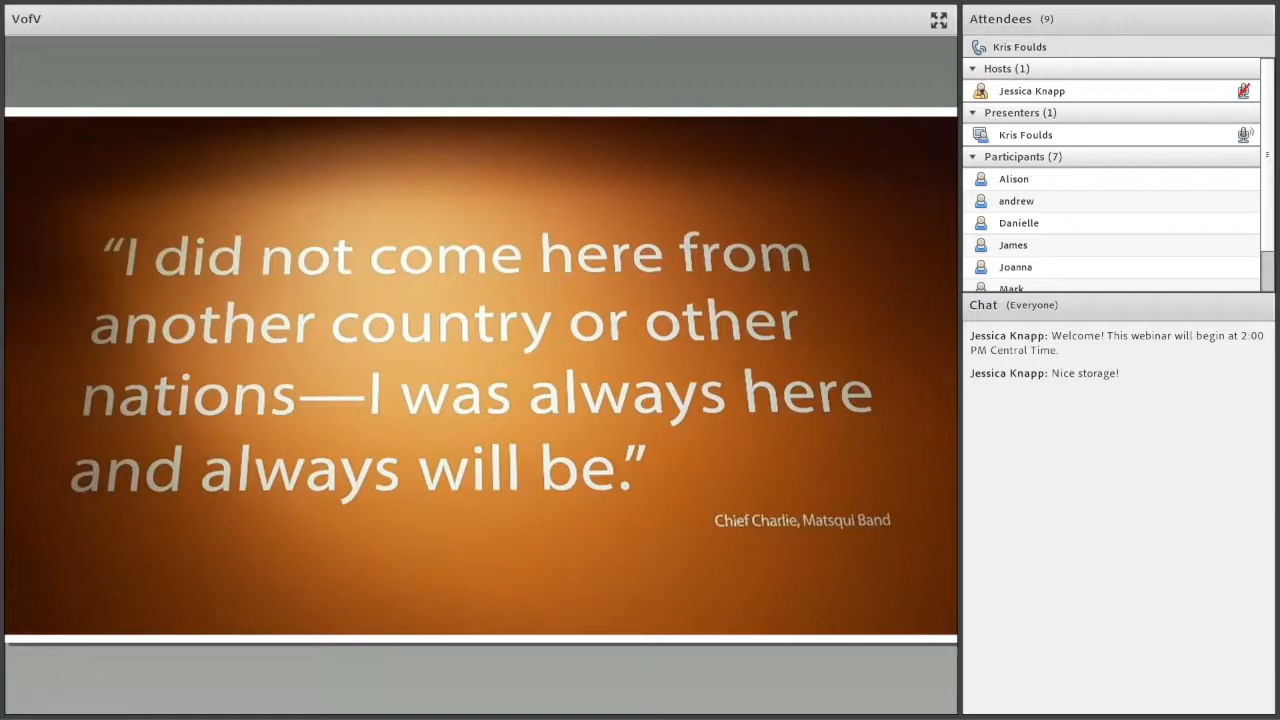 VofV
“I did not come here from
another country or other
nations—I was always here
and always will be.”
Chief Charlie, Matsqui Band
Attendees (9)
Kris Foulds
Hosts (1)
Jessica Knapp
Presenters (1)
Kris Foulds
Participants (7)
Alison
andrew
Danielle
James
Joanna
Mark
Chat (Everyone)
Jessica Knapp: Welcome! This webinar will begin at 2:00
PM Central Time.
Jessica Knapp: Nice storage!